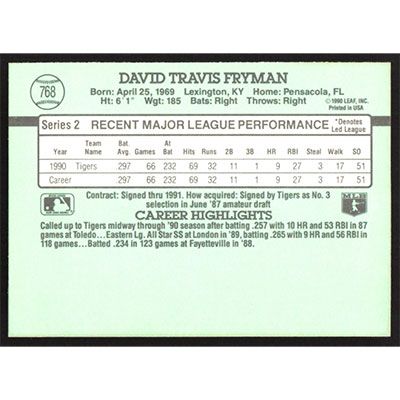 768
DAVID TRAVIS FRYMAN
Born: April 25, 1969 Lexington, KY Home: Pensacola, FL
Ht: 6'1" Wgt: 185 Bats: Right Throws: Right
©1990 LEAF, INC.
Printed in USA
Series 2 RECENT MAJOR LEAGUE PERFORMANCE *Denotes Led League
Year Team Name Bat. Avg. Games At Bat Hits Runs 2B 3B HR RBI Steal Walk SO
1990 Tigers 297 66 232 69 32 11 1 9 27 3 17 51
Career 297 66 232 69 32 11 1 9 27 3 17 51
Contract: Signed thru 1991. How acquired: Signed by Tigers as No. 3
selection in June '87 amateur draft
CAREER HIGHLIGHTS
Called up to Tigers midway through '90 season after batting .257 with 10 HR and 53 RBI in 87
games at Toledo...Eastern Lg. All Star SS at London in '89, batting .265 with 9 HR and 56 RBI in
118 games...Batted .234 in 123 games at Fayetteville in '88.